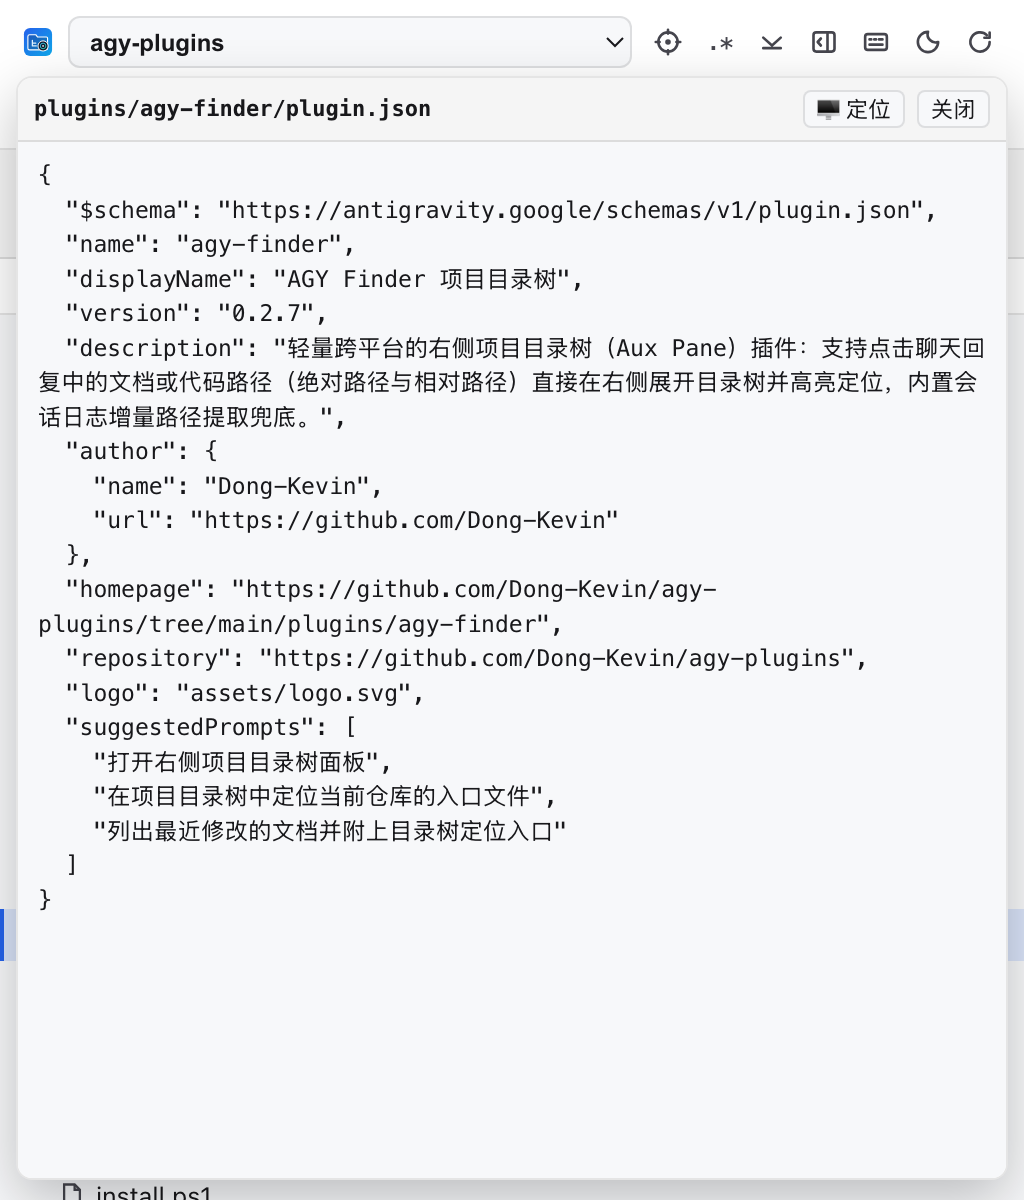 agy-plugins
.*
plugins/agy-finder/plugin.json
定位
关闭
{
  "$schema": "https://antigravity.google/schemas/v1/plugin.json",
  "name": "agy-finder",
  "displayName": "AGY Finder 项目目录树",
  "version": "0.2.7",
  "description": "轻量跨平台的右侧项目目录树（Aux Pane）插件：支持点击聊天回
复中的文档或代码路径（绝对路径与相对路径）直接在右侧展开目录树并高亮定位，内置会
话日志增量路径提取兜底。",
  "author": {
    "name": "Dong-Kevin",
    "url": "https://github.com/Dong-Kevin"
  },
  "homepage": "https://github.com/Dong-Kevin/agy-
plugins/tree/main/plugins/agy-finder",
  "repository": "https://github.com/Dong-Kevin/agy-plugins",
  "logo": "assets/logo.svg",
  "suggestedPrompts": [
    "打开右侧项目目录树面板",
    "在项目目录树中定位当前仓库的入口文件",
    "列出最近修改的文档并附上目录树定位入口"
  ]
}
install.ps1